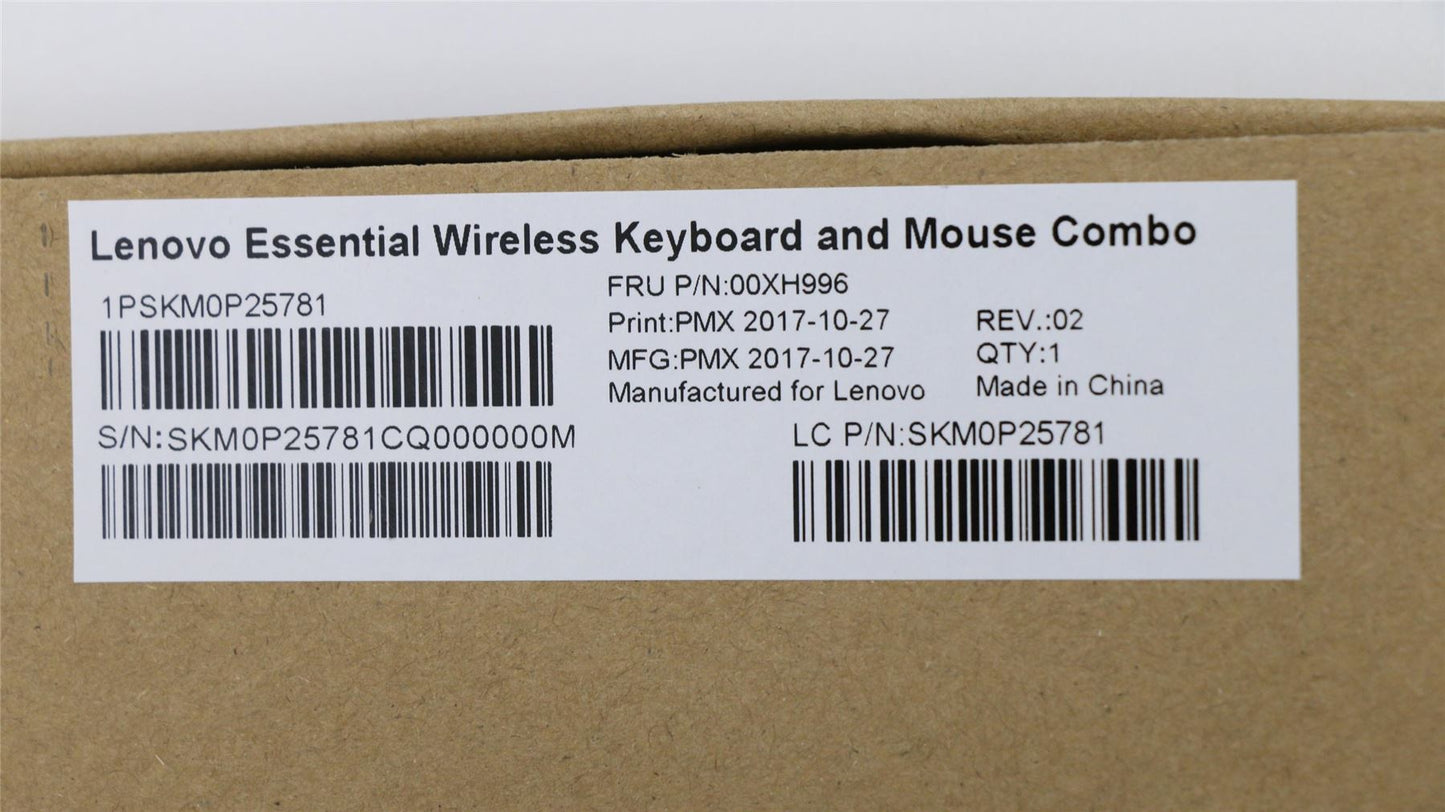 Lenovo Essential Wireless Keyboard and Mouse Combo
1PSKM0P25781
FRU P/N:00XH996
Print:PMX 2017-10-27
REV.:02
MFG:PMX 2017-10-27
QTY:1
Manufactured for Lenovo
Made in China
S/N:SKM0P25781CQ000000M
LC P/N:SKM0P25781